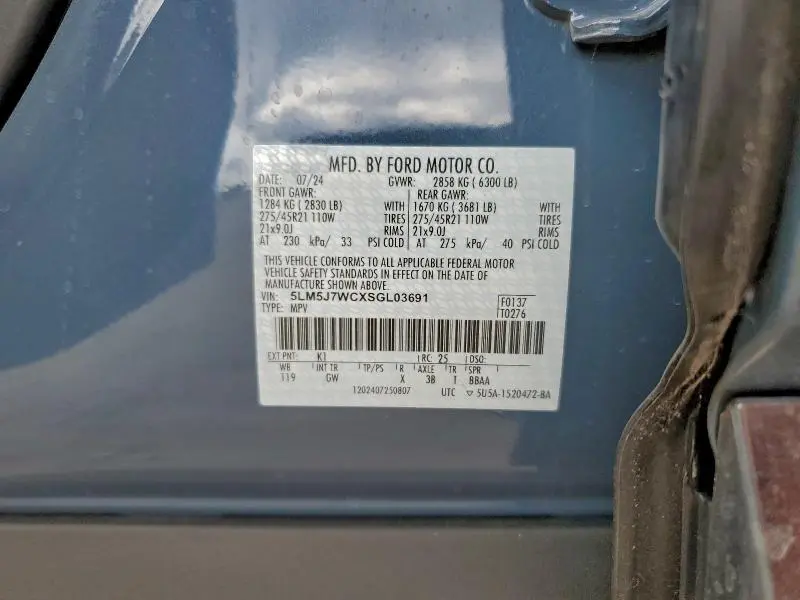 MFD. BY FORD MOTOR CO.
DATE: 07/24 GVWR: 2858 KG ( 6300 LB)
FRONT GAWR: REAR GAWR:
1284 KG ( 2830 LB) WITH 1670 KG ( 3681 LB) WITH
275/45R21 110W TIRES 275/45R21 110W TIRES
21x9.0J RIMS 21x9.0J RIMS
AT 230 kPa/ 33 PSI COLD AT 275 kPa/ 40 PSI COLD
THIS VEHICLE CONFORMS TO ALL APPLICABLE FEDERAL MOTOR
VEHICLE SAFETY STANDARDS IN EFFECT ON THE DATE OF
MANUFACTURE SHOWN ABOVE.
VIN: 5LM5J7WCXSGL03691 F0137
TYPE: MPV T0276
EXT PNT: K1 RC: 25 DSO:
WB INT TR TP/PS R AXLE TR SPR
119 GW X 3B T BBAA
1202407250807 UTC ▽ 5U5A-1520472-BA